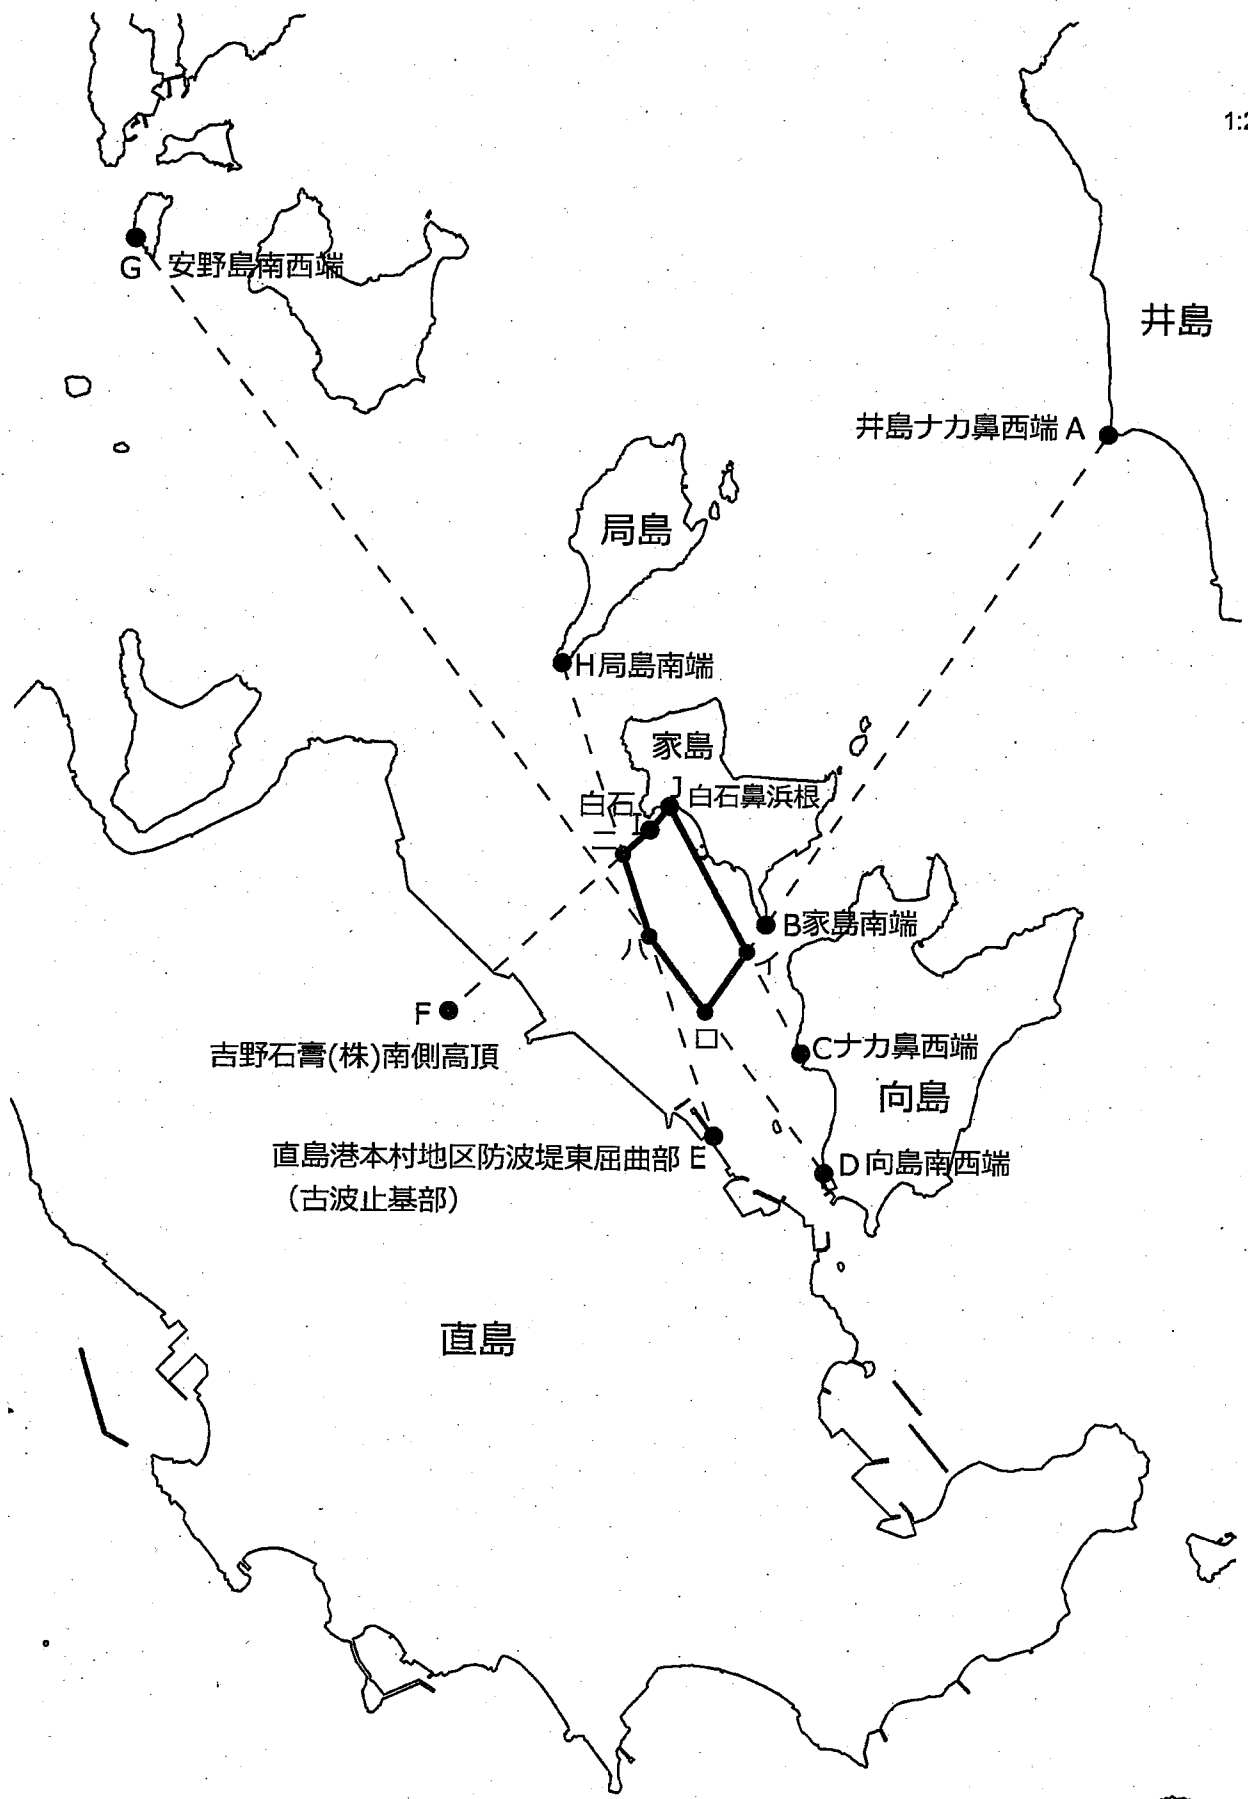 1:2
G 安野島南西端
井島
井島ナカ鼻西端 A
局島
H局島南端
家島
J
白石鼻浜根
白石
I
ニ
B家島南端
イ
ハ
F
ロ
吉野石膏(株)南側高頂
Cナカ鼻西端
向島
直島港本村地区防波堤東屈曲部 E
(古波止基部)
D 向島南西端
直島